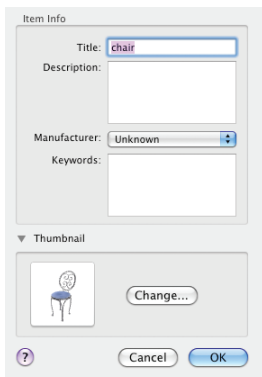 Item Info
Title: chair
Description:
Manufacturer: Unknown
Keywords:
Thumbnail
Change...
? Cancel OK